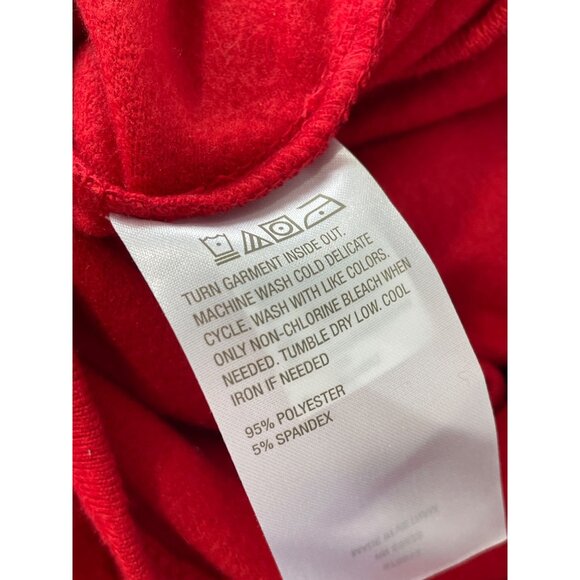 TURN GARMENT INSIDE OUT.
MACHINE WASH COLD DELICATE
CYCLE. WASH WITH LIKE COLORS.
ONLY NON-CHLORINE BLEACH WHEN
NEEDED. TUMBLE DRY LOW. COOL
IRON IF NEEDED
95% POLYESTER
5% SPANDEX